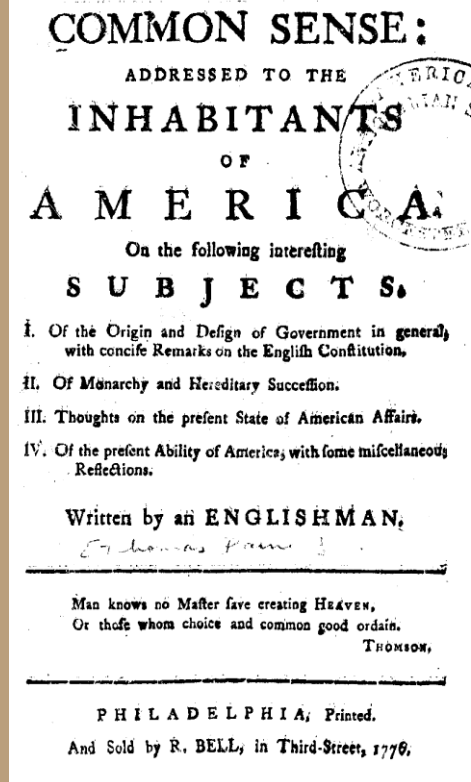 COMMON SENSE:
ADDRESSED TO THE
INHABITANTS
OF
AMERICA.
On the following intereſting
SUBJECTS.
I. Of the Origin and Deſign of Government in general,
with conciſe Remarks on the Engliſh Conſtitution.
II. Of Monarchy and Hereditary Succeſſion.
III. Thoughts on the preſent State of American Affairs.
IV. Of the preſent Ability of America, with ſome miſcellaneous
Reflections.
Written by an ENGLISHMAN.
Thomas
Man knows no Maſter ſave creating HEAVEN,
Or thoſe whom choice and common good ordain.
THOMSON.
PHILADELPHIA, Printed.
And Sold by R. BELL, in Third-Street, 1776.